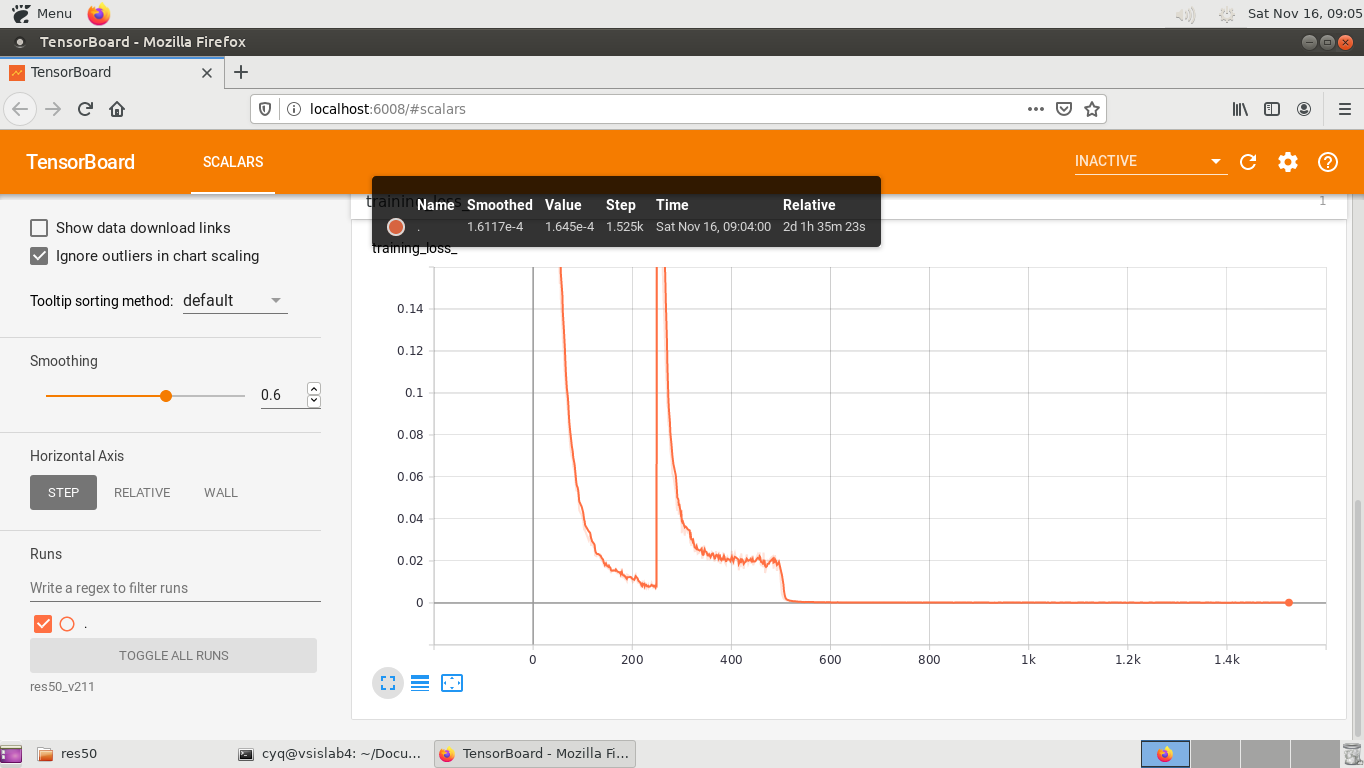 Menu
Sat Nov 16, 09:05
TensorBoard - Mozilla Firefox
TensorBoard
localhost:6008/#scalars
TensorBoard
SCALARS
INACTIVE
Show data download links
Ignore outliers in chart scaling
Tooltip sorting method: default
Smoothing
0.6
Horizontal Axis
STEP RELATIVE WALL
Runs
Write a regex to filter runs
.
TOGGLE ALL RUNS
res50_v211
training_loss_
1
Name Smoothed Value Step Time Relative
. 1.6117e-4 1.645e-4 1.525k Sat Nov 16, 09:04:00 2d 1h 35m 23s
training_loss_
0.14
0.12
0.1
0.08
0.06
0.04
0.02
0
0 200 400 600 800 1k 1.2k 1.4k
res50
cyq@vsislab4: ~/Docu...
TensorBoard - Mozilla Fi...